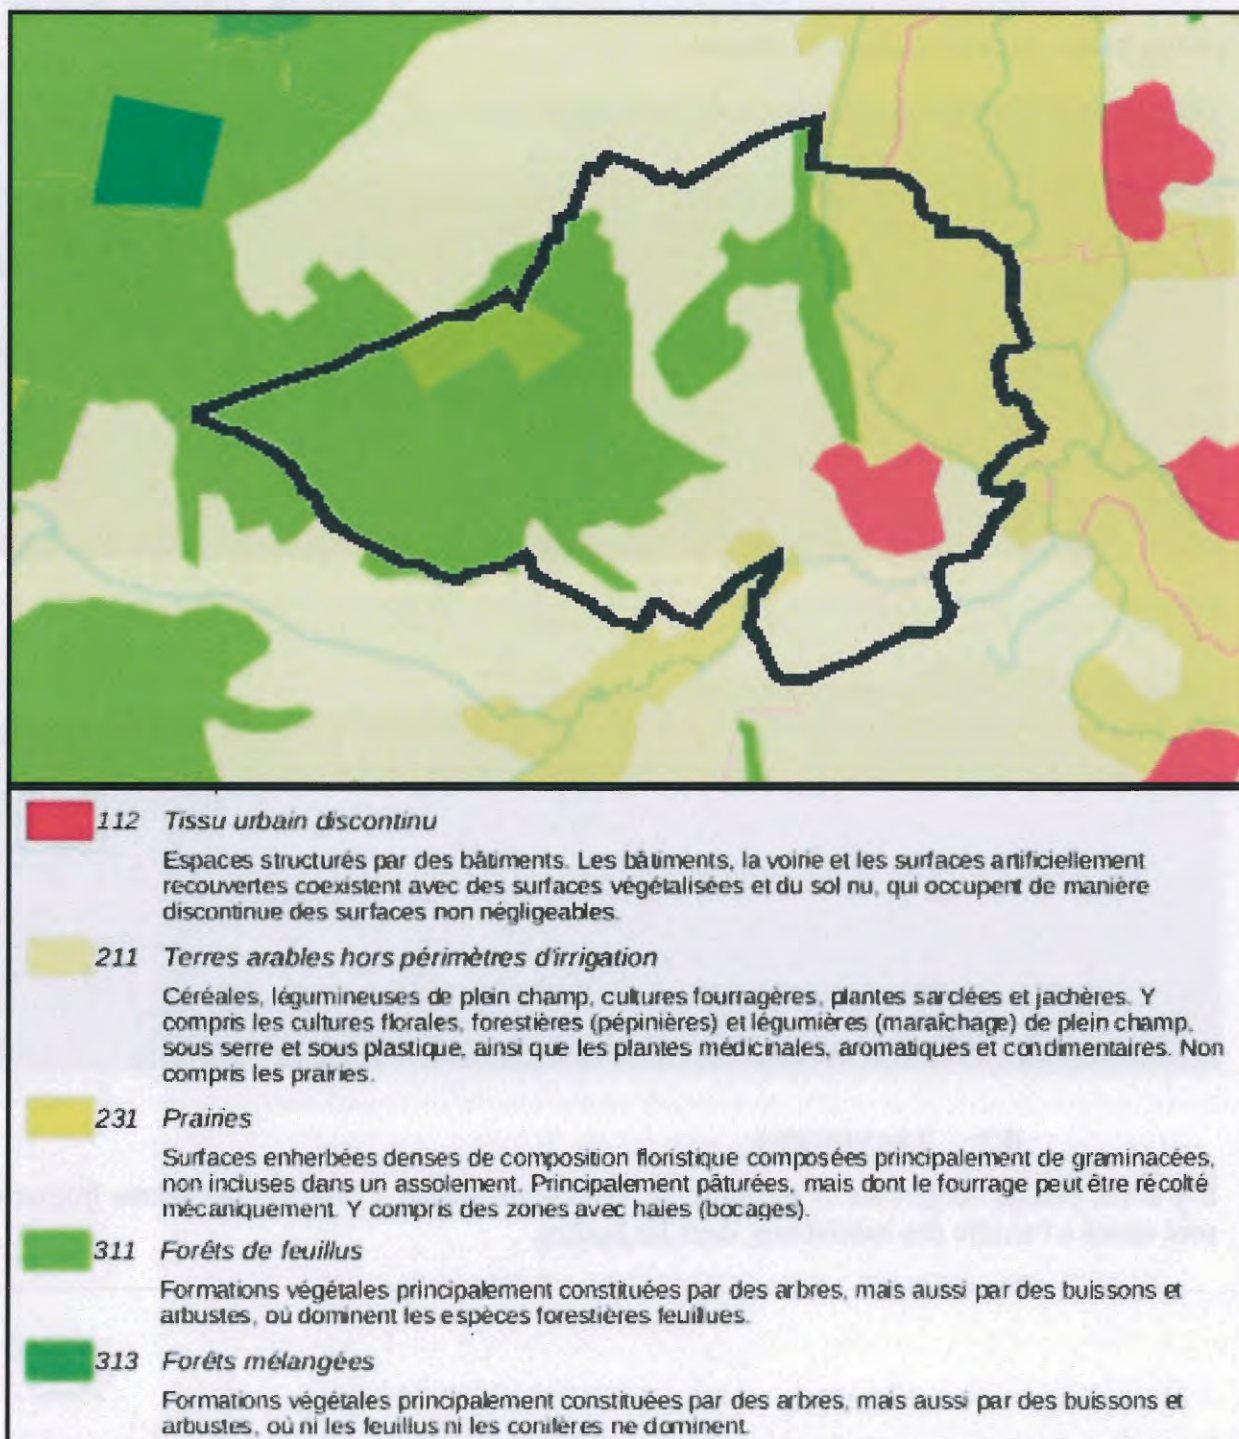 112 Tissu urbain discontinu
Espaces structurés par des bâtiments. Les bâtiments, la voirie et les surfaces artificiellement
recouvertes coexistent avec des surfaces végétalisées et du sol nu, qui occupent de manière
discontinue des surfaces non négligeables.
211 Terres arables hors périmètres d'irrigation
Céréales, légumineuses de plein champ, cultures fourragères, plantes sarclées et jachères. Y
compris les cultures florales, forestières (pépinières) et légumières (maraîchage) de plein champ,
sous serre et sous plastique, ainsi que les plantes médicinales, aromatiques et condimentaires. Non
compris les prairies.
231 Prairies
Surfaces enherbées denses de composition floristique composées principalement de graminacées,
non incluses dans un assolement. Principalement pâturées, mais dont le fourrage peut être récolté
mécaniquement. Y compris des zones avec haies (bocages).
311 Forêts de feuillus
Formations végétales principalement constituées par des arbres, mais aussi par des buissons et
arbustes, où dominent les espèces forestières feuillues.
313 Forêts mélangées
Formations végétales principalement constituées par des arbres, mais aussi par des buissons et
arbustes, où ni les feuillus ni les conifères ne dominent.